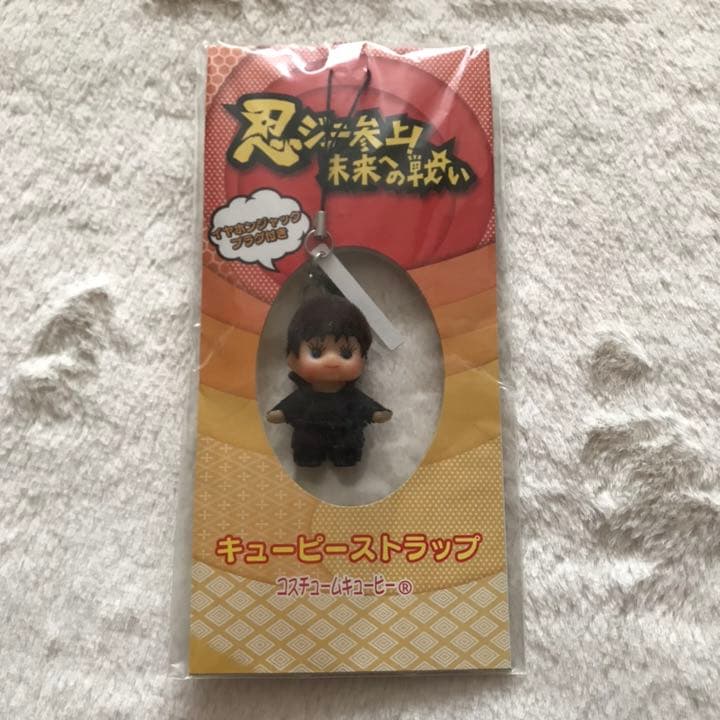 忍ジャニ参上!
未来への戦い
イヤホンジャック
プラグ付き
キューピーストラップ
コスチュームキューピー®